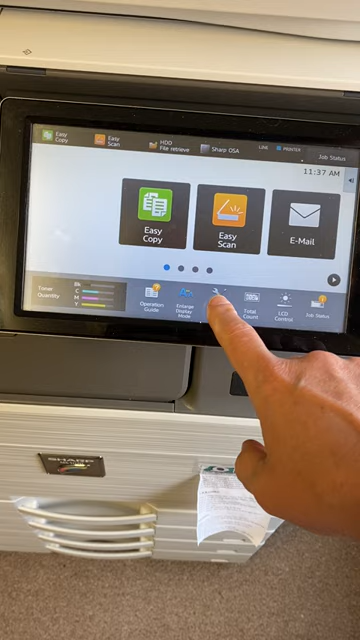 Easy
Copy
Easy
Scan
HDD
File retrieve
Sharp OSA
LINE
PRINTER
Job Status
11:37 AM
Easy
Copy
Easy
Scan
E-Mail
Toner
Quantity
Bk
C
M
Y
Operation
Guide
Enlarge
Display
Mode
Total
Count
LCD
Control
Job Status
SHARP